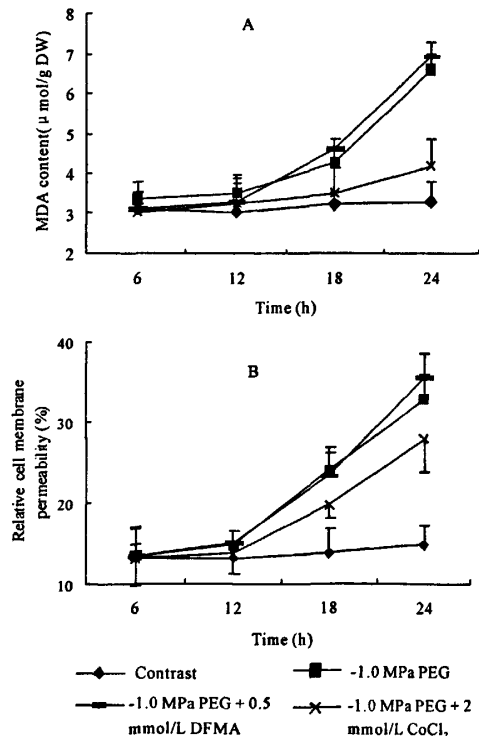 A
MDA content( μ mol/g DW)
8
7
6
5
4
3
2
6 12 18 24
Time (h)
B
Relative cell membrane
permeability (%)
40
30
20
10
6 12 18 24
Time (h)
Contrast
-1.0 MPa PEG
-1.0 MPa PEG + 0.5
mmol/L DFMA
-1.0 MPa PEG + 2
mmol/L CoCl,